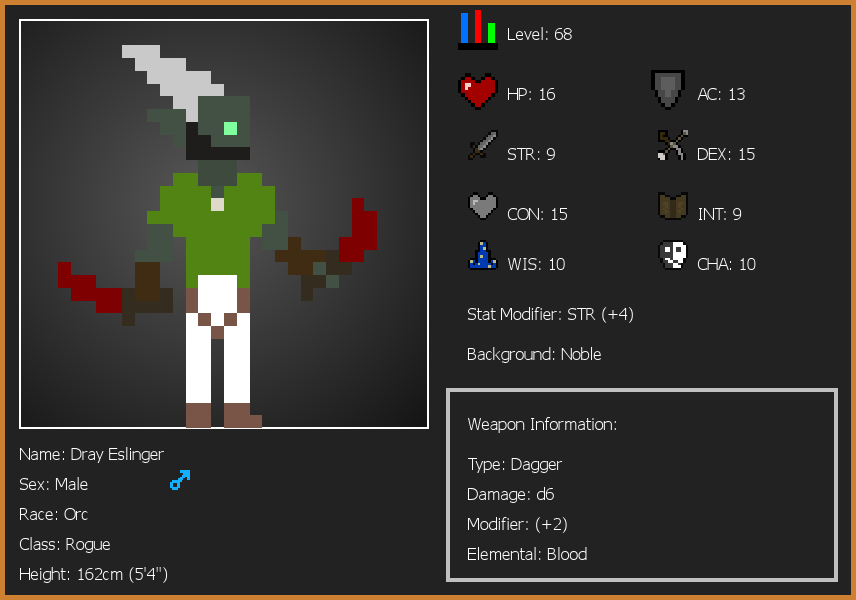 Level: 68
HP: 16
AC: 13
STR: 9
DEX: 15
CON: 15
INT: 9
WIS: 10
CHA: 10
Stat Modifier: STR (+4)
Background: Noble
Weapon Information:
Type: Dagger
Damage: d6
Modifier: (+2)
Elemental: Blood
Name: Dray Eslinger
Sex: Male
Race: Orc
Class: Rogue
Height: 162cm (5'4")